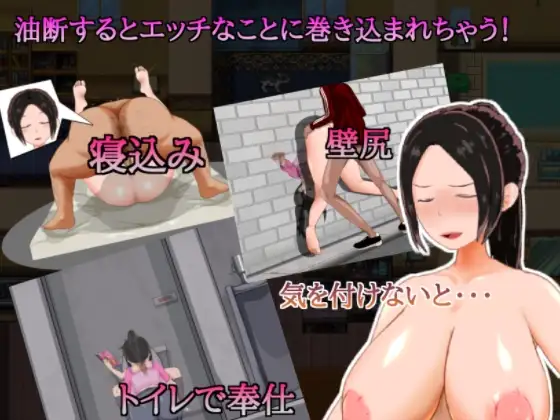 油断するとエッチなことに巻き込まれちゃう!
寝込み
壁尻
気を付けないと・・・
トイレで奉仕